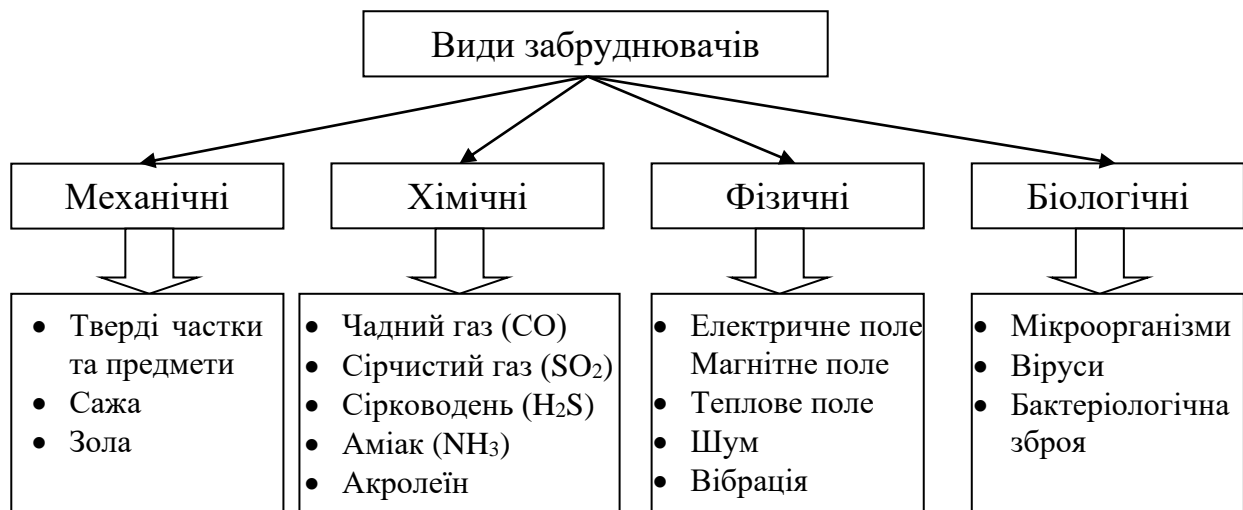 Види забруднювачів
Механічні
Хімічні
Фізичні
Біологічні
• Тверді частки
та предмети
• Сажа
• Зола
• Чадний газ (CO)
• Сірчистий газ (SO₂)
• Сірководень (H₂S)
• Аміак (NH₃)
• Акролеїн
• Електричне поле
Магнітне поле
• Теплове поле
• Шум
• Вібрація
• Мікроорганізми
• Віруси
• Бактеріологічна
зброя